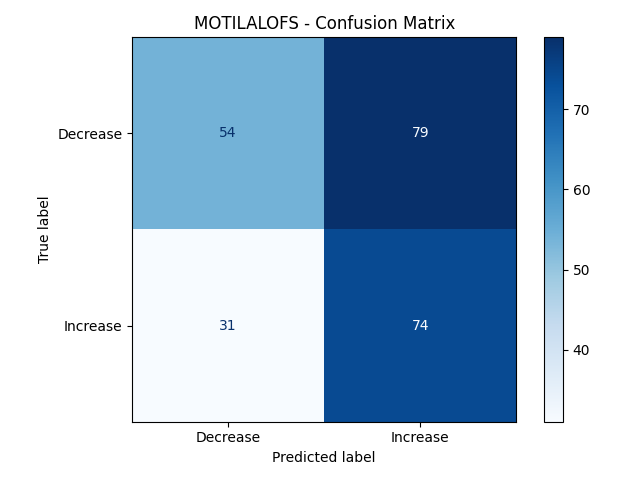 MOTILALOFS - Confusion Matrix
Decrease
54
79
70
60
True label
50
Increase
31
74
40
Decrease
Increase
Predicted label